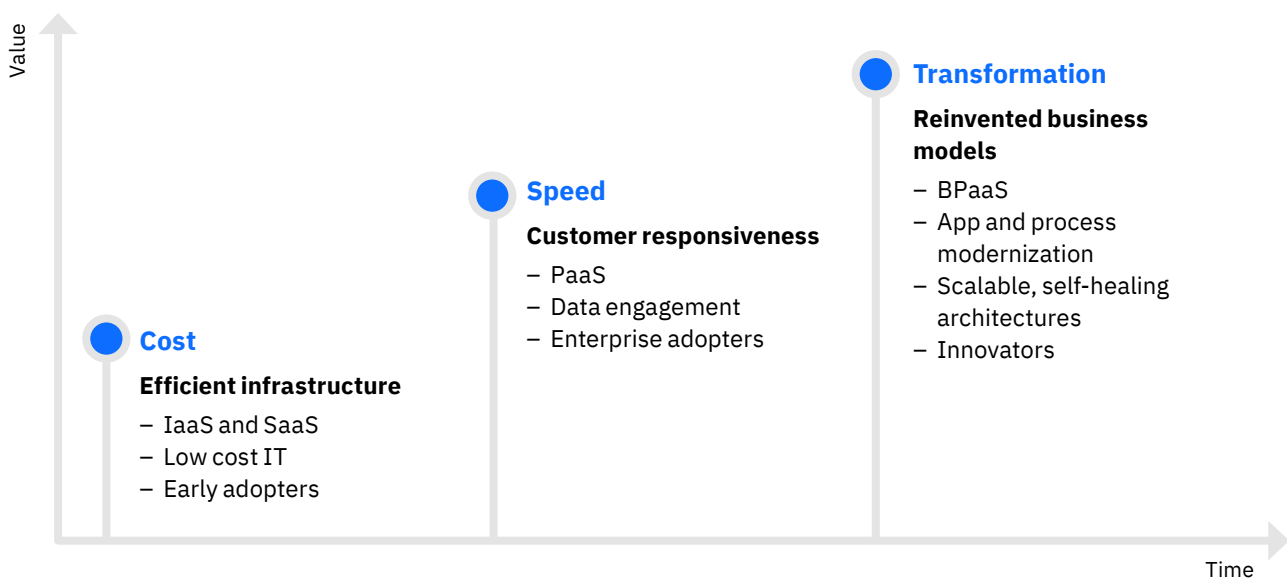 Value
Transformation
Reinvented business
models
– BPaaS
– App and process
modernization
– Scalable, self-healing
architectures
– Innovators
Speed
Customer responsiveness
– PaaS
– Data engagement
– Enterprise adopters
Cost
Efficient infrastructure
– IaaS and SaaS
– Low cost IT
– Early adopters
Time